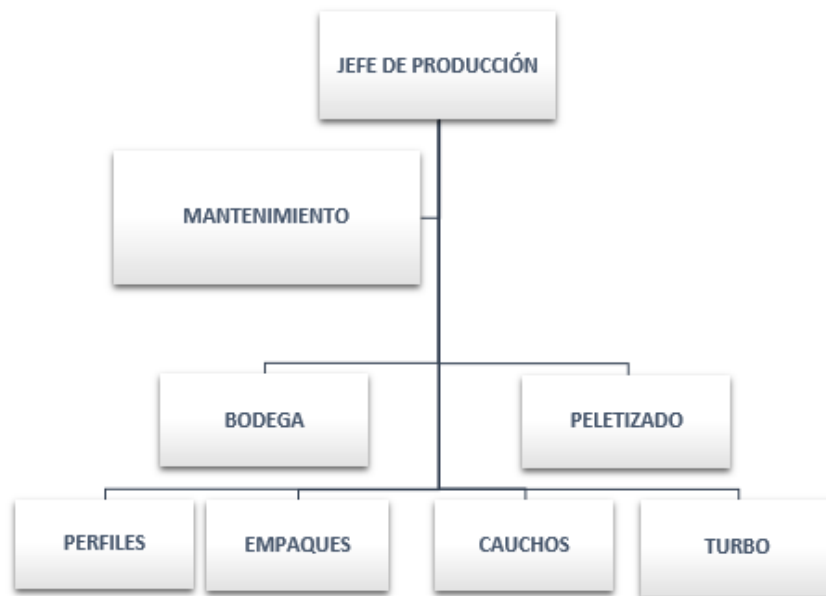 JEFE DE PRODUCCIÓN
MANTENIMIENTO
BODEGA
PELETIZADO
PERFILES
EMPAQUES
CAUCHOS
TURBO